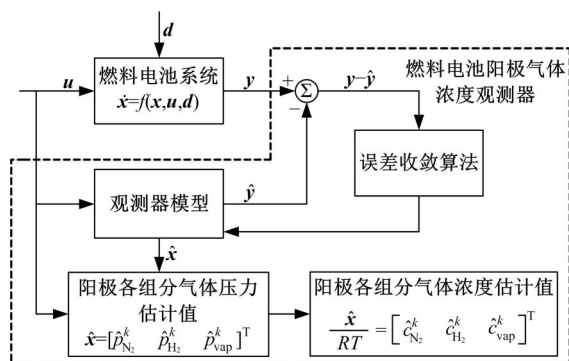 d
u
燃料电池系统
ẋ=f(x,u,d)
y
+
Σ
−
y−ŷ
燃料电池阳极气体
浓度观测器
误差收敛算法
观测器模型
ŷ
x̂
阳极各组分气体压力
估计值
x̂=[p̂ᵏ_N₂ p̂ᵏ_H₂ p̂ᵏ_vap]ᵀ
阳极各组分气体浓度估计值
x̂/RT = [ĉᵏ_N₂ ĉᵏ_H₂ ĉᵏ_vap]ᵀ